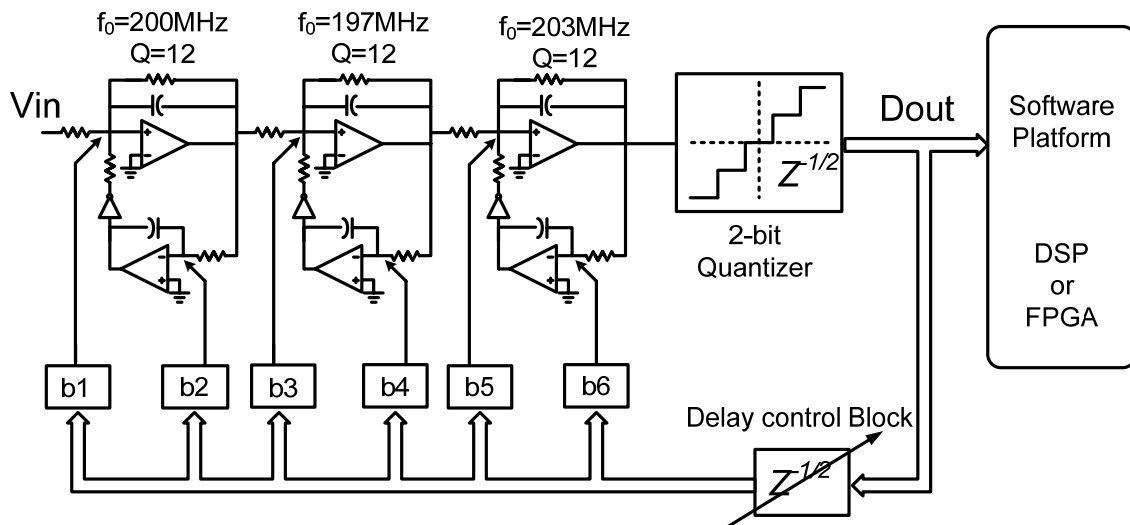 f₀=200MHz
Q=12
f₀=197MHz
Q=12
f₀=203MHz
Q=12
Vin
+
-
+
-
+
-
-
+
-
+
-
+
Z⁻¹/²
2-bit
Quantizer
Dout
Software
Platform
DSP
or
FPGA
b1
b2
b3
b4
b5
b6
Delay control Block
Z⁻¹/²